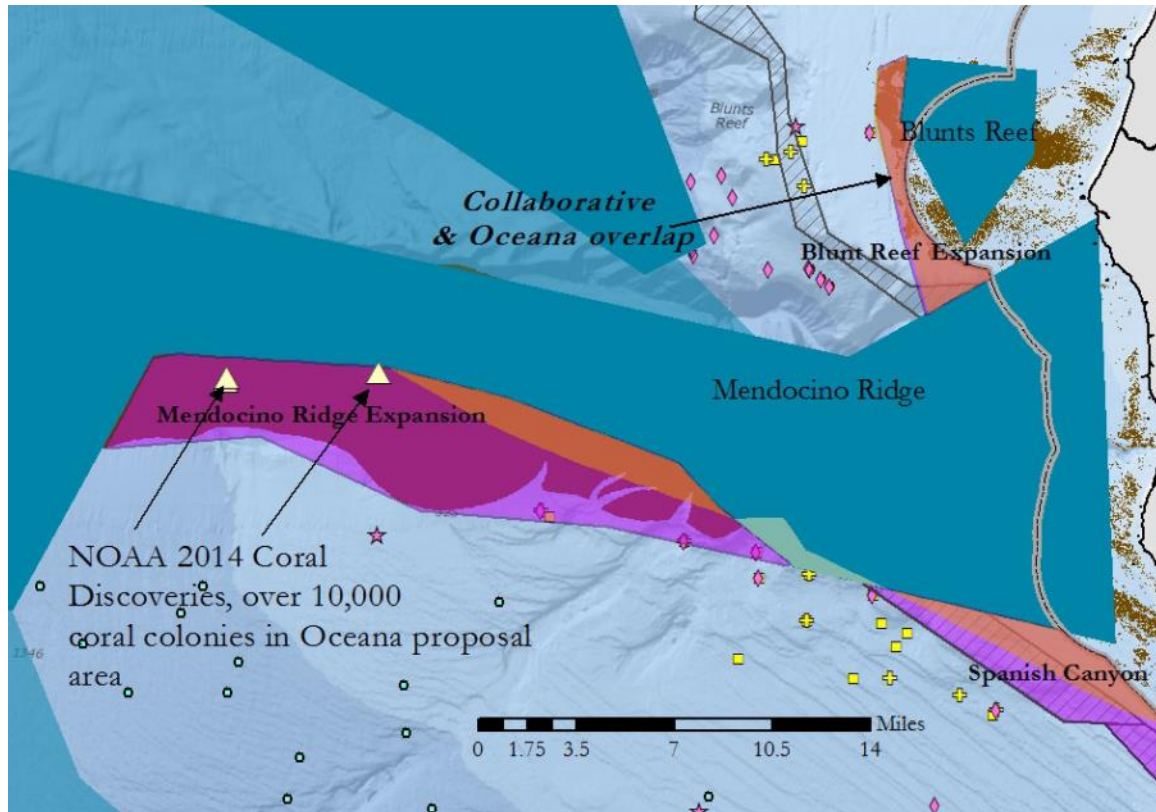 Blunts
Reef
Blunts Reef
Collaborative
& Oceana overlap
Blunt Reef Expansion
Mendocino Ridge
Mendocino Ridge Expansion
NOAA 2014 Coral
Discoveries, over 10,000
coral colonies in Oceana proposal
area
1346
Spanish Canyon
Miles
0 1.75 3.5 7 10.5 14